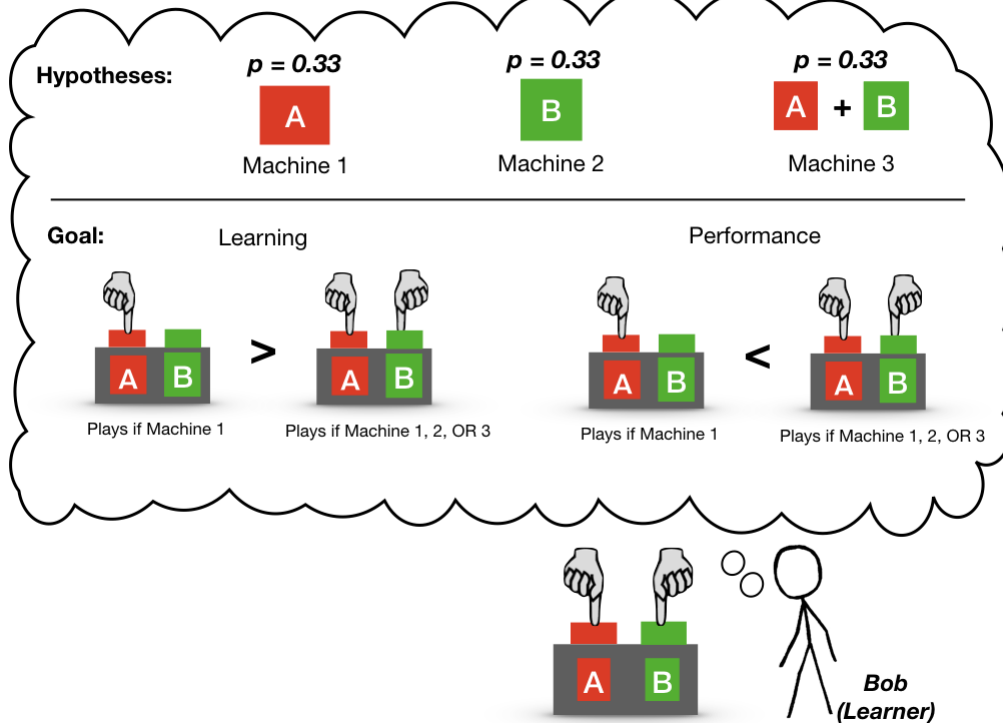 Hypotheses:
p = 0.33
p = 0.33
p = 0.33
A
B
A + B
Machine 1
Machine 2
Machine 3
Goal:
Learning
Performance
A B
>
A B
A B
<
A B
Plays if Machine 1
Plays if Machine 1, 2, OR 3
Plays if Machine 1
Plays if Machine 1, 2, OR 3
A B
Bob
(Learner)